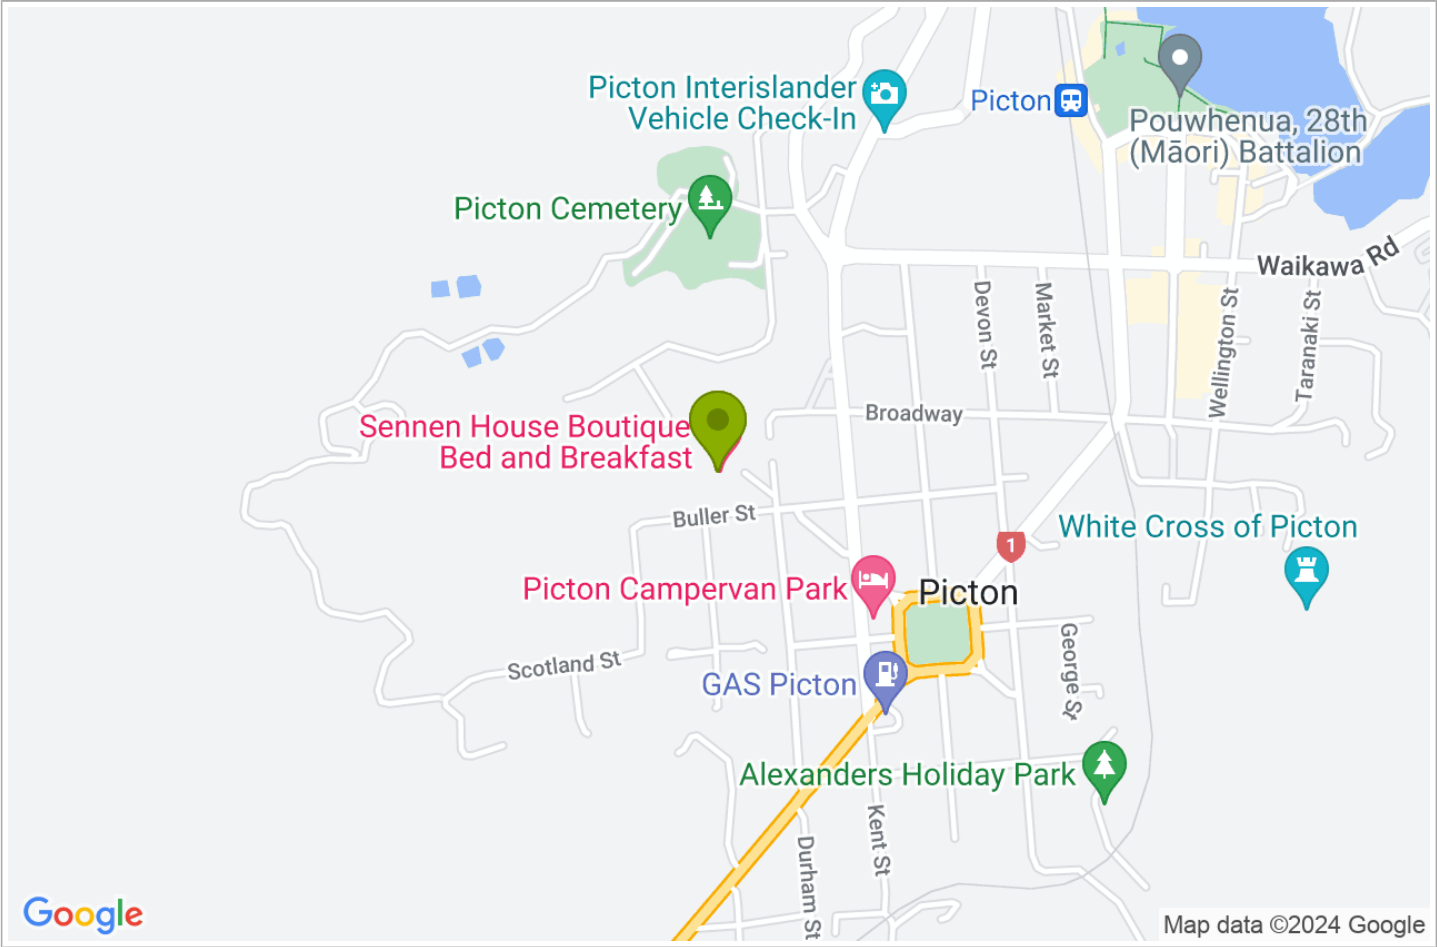 Picton Interislander
Vehicle Check-In
Picton
Pouwhenua, 28th
(Māori) Battalion
Picton Cemetery
Waikawa Rd
Devon St
Market St
Wellington St
Taranaki St
Broadway
Sennen House Boutique
Bed and Breakfast
Buller St
White Cross of Picton
1
Picton Campervan Park
Picton
George St
Scotland St
GAS Picton
Alexanders Holiday Park
Kent St
Durham St
Google
Map data ©2024 Google